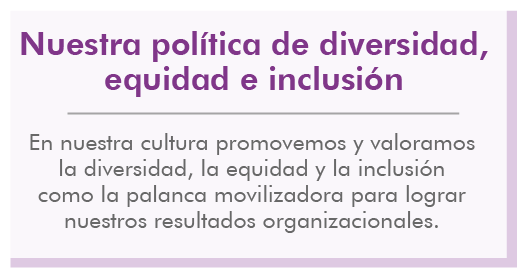 Nuestra política de diversidad,
equidad e inclusión
En nuestra cultura promovemos y valoramos
la diversidad, la equidad y la inclusión
como la palanca movilizadora para lograr
nuestros resultados organizacionales.